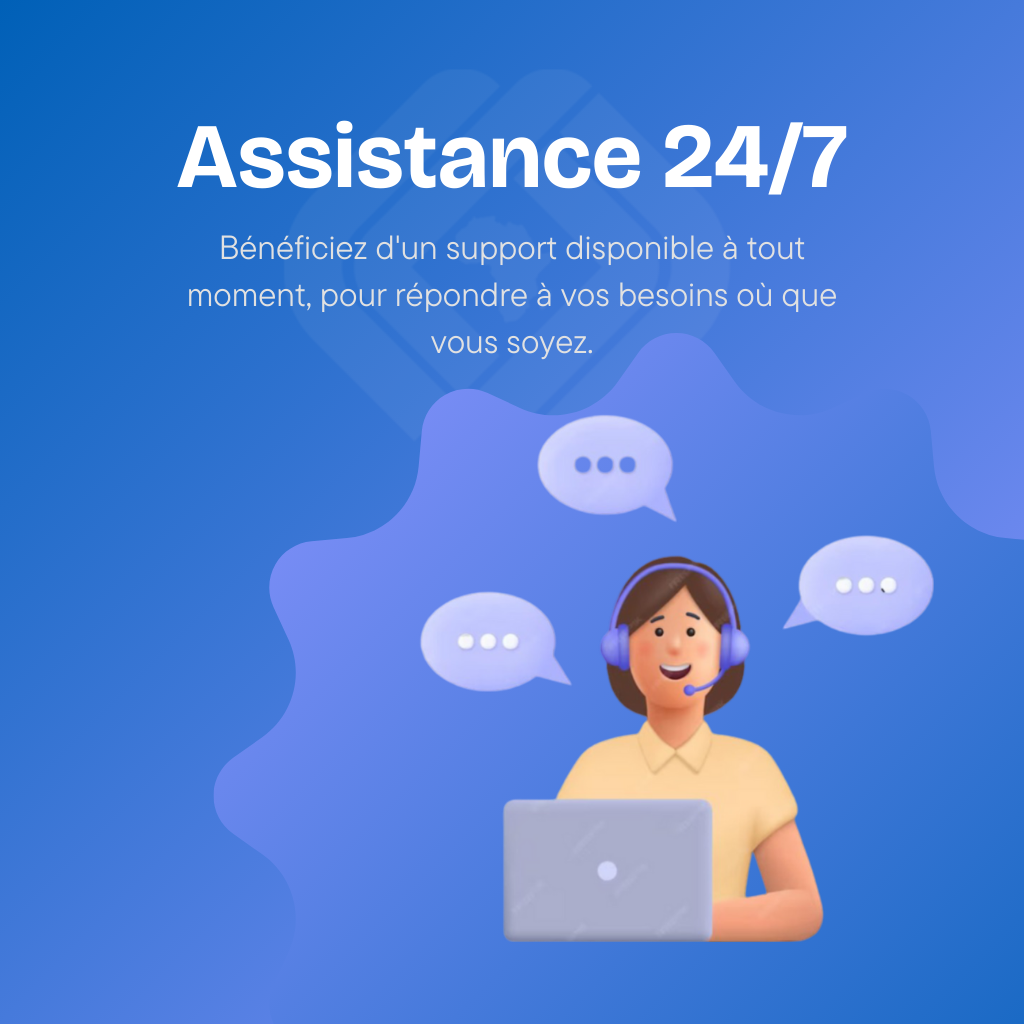 Assistance 24/7
Bénéficiez d'un support disponible à tout
moment, pour répondre à vos besoins où que
vous soyez.